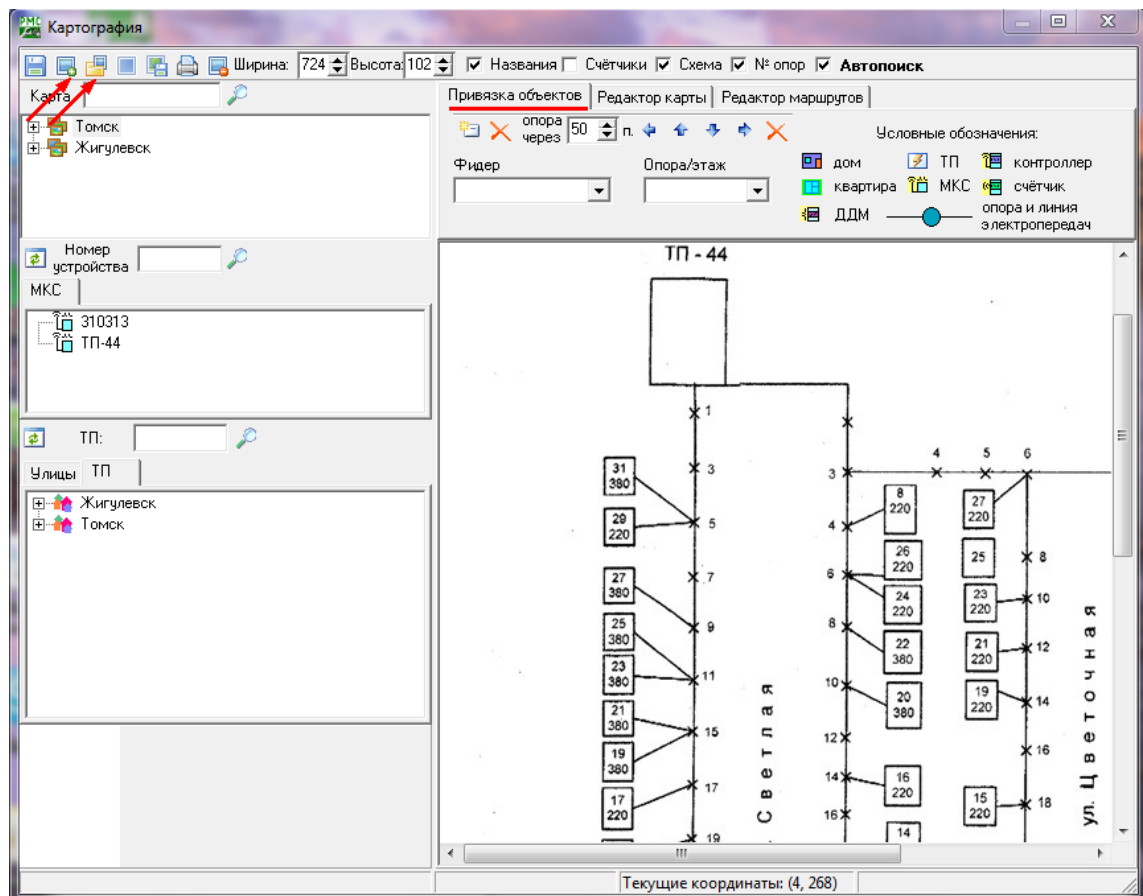 РМС
Картография
Ширина: 724 Высота: 102 Названия Счётчики Схема № опор Автопоиск
Карта
Томск
Жигулевск
Номер устройства
МКС
310313
ТП-44
ТП:
Улицы ТП
Жигулевск
Томск
Привязка объектов Редактор карты Редактор маршрутов
опора через 50 п.
Фидер Опора/этаж
Условные обозначения:
дом ТП контроллер
квартира МКС счётчик
ДДМ опора и линия электропередач
ТП - 44
1
3
31
380
29
220
5
7
27
380
9
25
380
23
380
11
21
380
15
19
380
17
220
17
19
Светлая
3
4
5
6
8
220
4
26
220
6
24
220
8
22
380
10
20
380
12
14
16
220
16
14
27
220
25
8
23
220
10
21
220
12
19
220
14
16
15
220
18
ул. Цветочная
Текущие координаты: (4, 268)